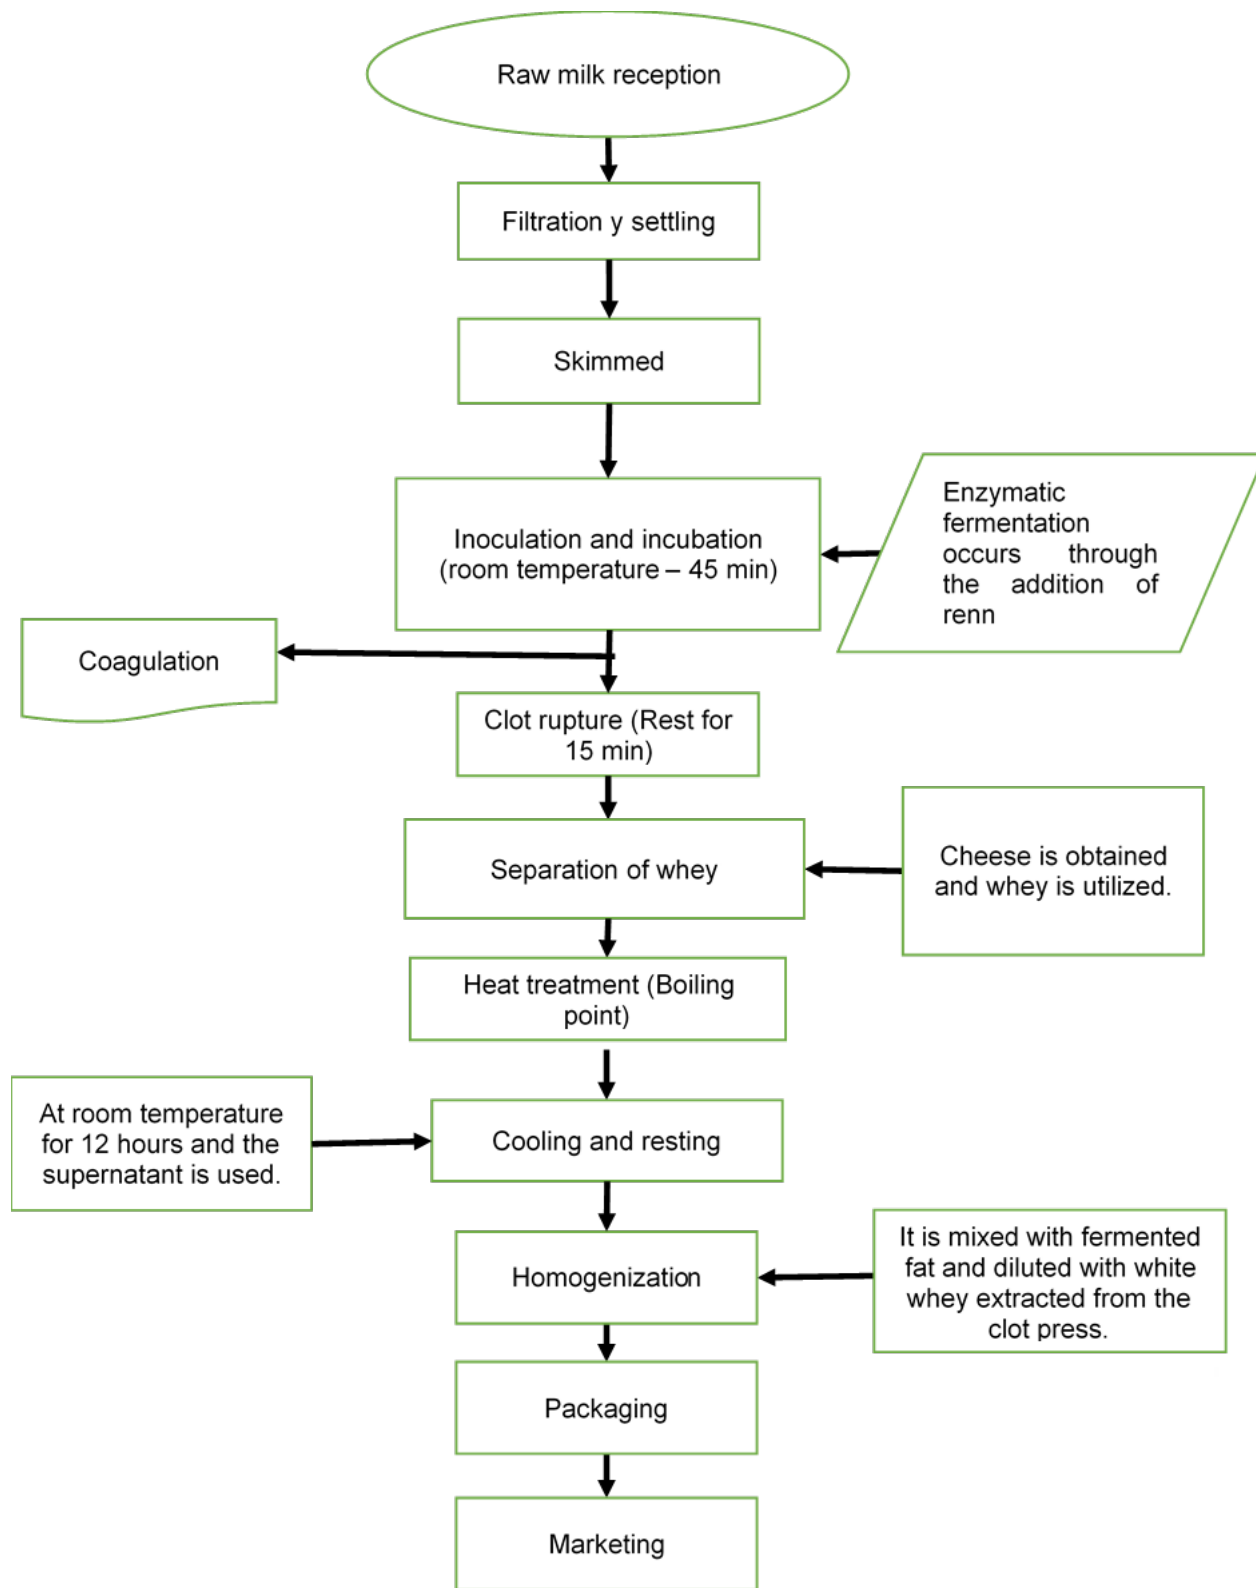 Raw milk reception
Filtration y settling
Skimmed
Inoculation and incubation
(room temperature – 45 min)
Enzymatic
fermentation
occurs through
the addition of
renn
Coagulation
Clot rupture (Rest for
15 min)
Separation of whey
Cheese is obtained
and whey is utilized.
Heat treatment (Boiling
point)
At room temperature
for 12 hours and the
supernatant is used.
Cooling and resting
Homogenization
It is mixed with fermented
fat and diluted with white
whey extracted from the
clot press.
Packaging
Marketing